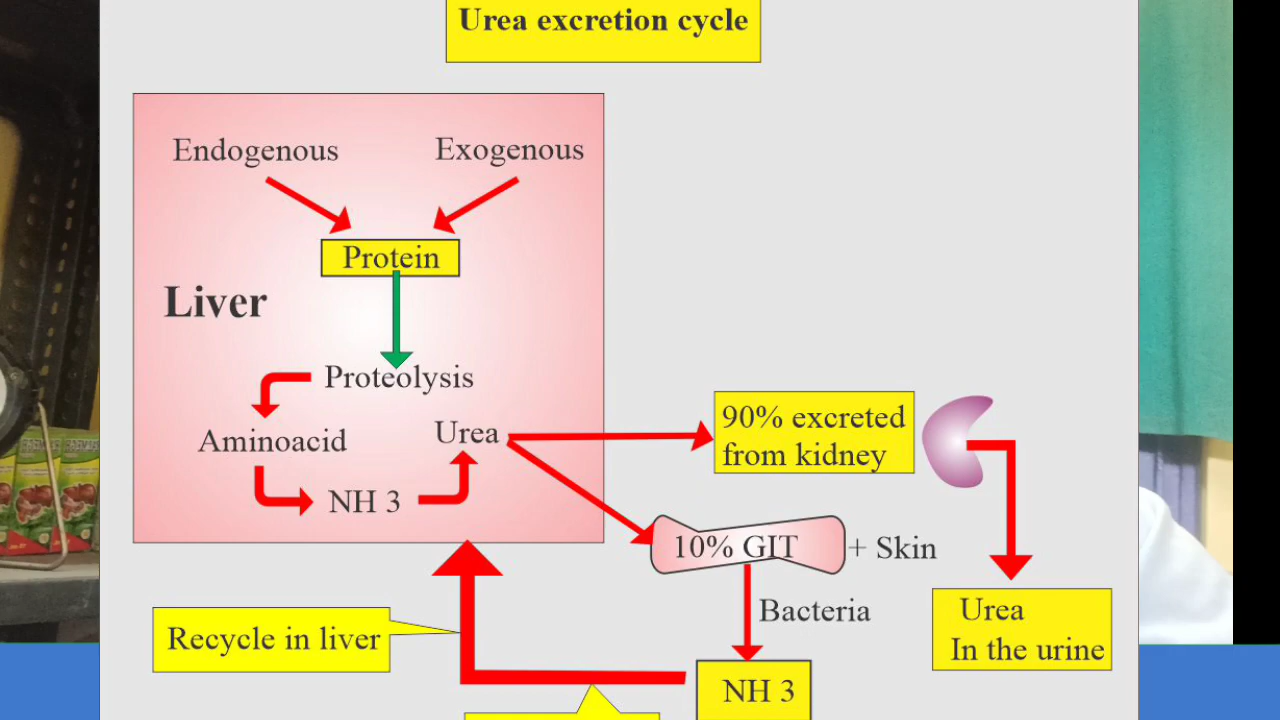 Urea excretion cycle
Endogenous
Exogenous
Protein
Liver
Proteolysis
Aminoacid
Urea
NH 3
90% excreted
from kidney
10% GIT
+ Skin
Bacteria
Urea
In the urine
Recycle in liver
NH 3